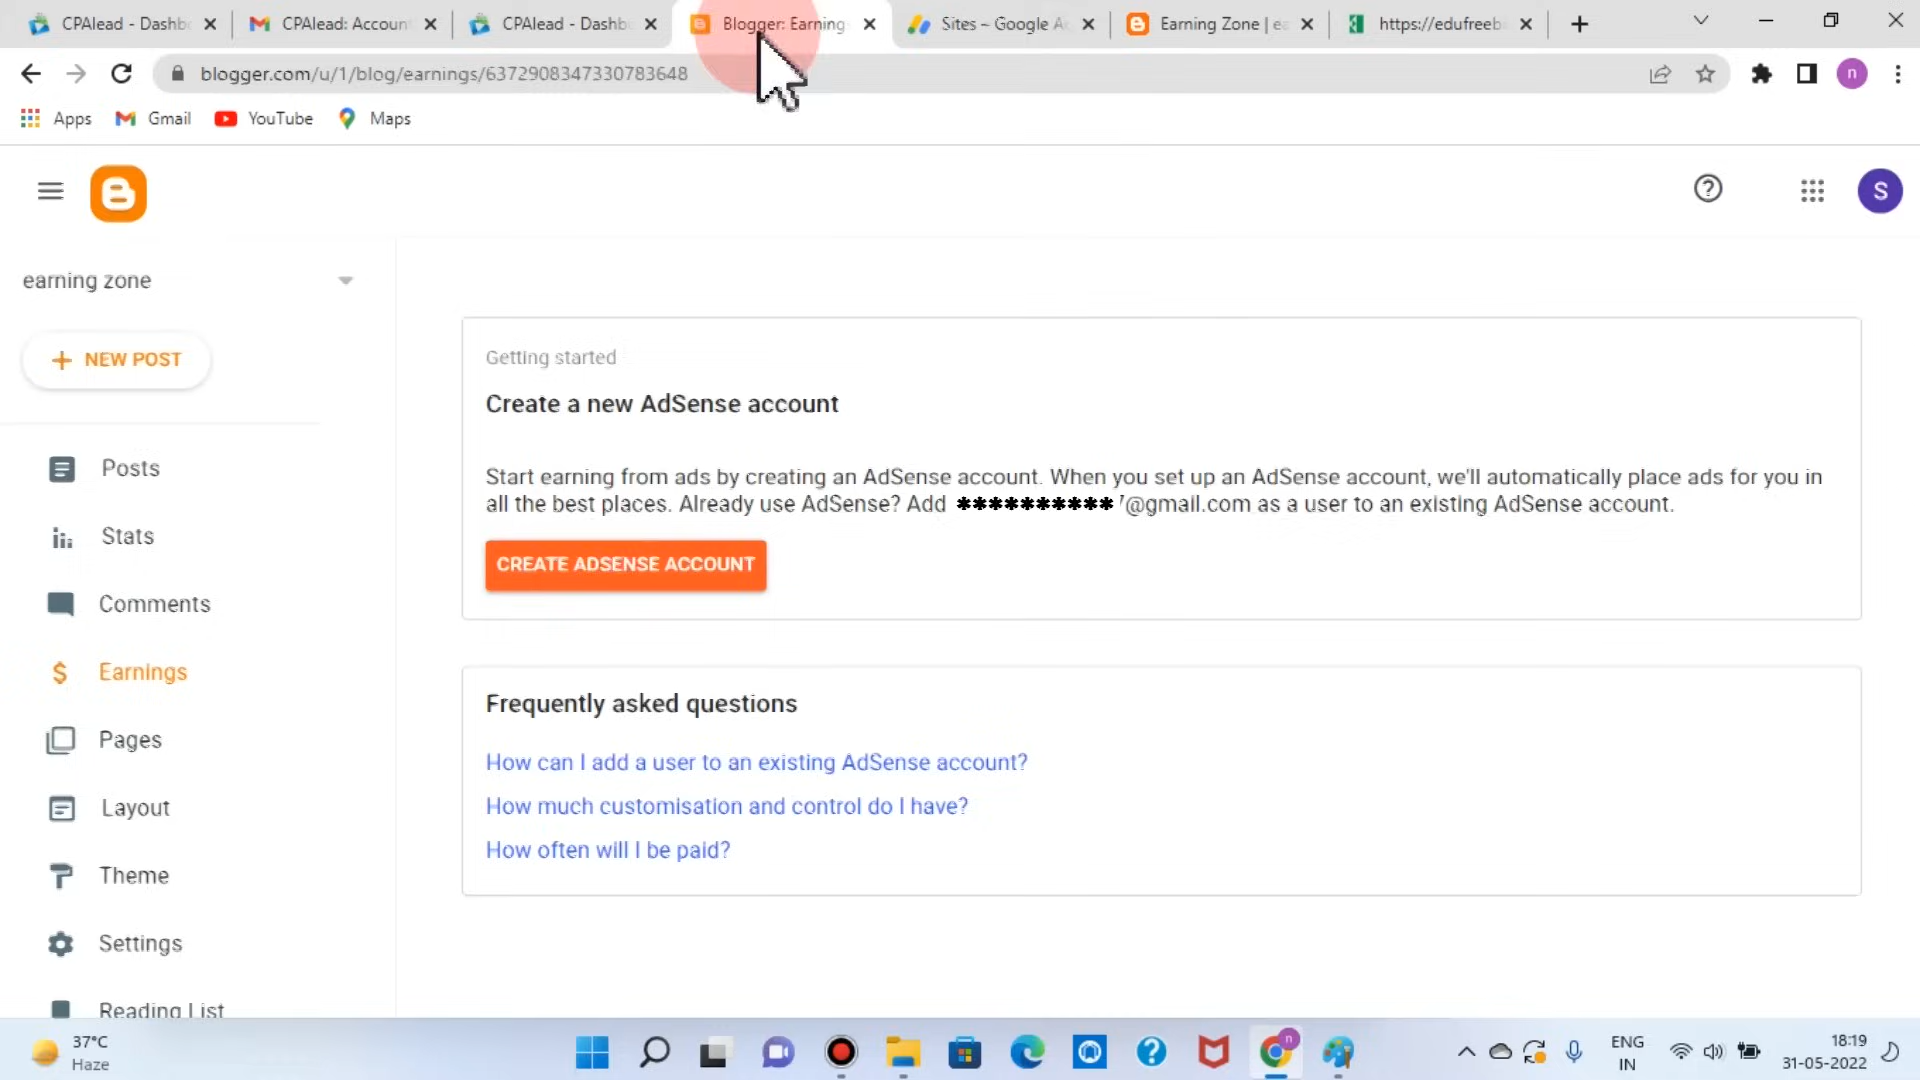 CPAlead - Dashb
CPAlead: Account
CPAlead - Dashb
Blogger: Earning
Sites – Google A
Earning Zone | ea
https://edufreeb
blogger.com/u/1/blog/earnings/6372908347330783648
n
Apps
Gmail
YouTube
Maps
S
earning zone
NEW POST
Posts
Stats
Comments
Earnings
Pages
Layout
Theme
Settings
Reading List
Getting started
Create a new AdSense account
Start earning from ads by creating an AdSense account. When you set up an AdSense account, we'll automatically place ads for you in
all the best places. Already use AdSense? Add ********** @gmail.com as a user to an existing AdSense account.
CREATE ADSENSE ACCOUNT
Frequently asked questions
How can I add a user to an existing AdSense account?
How much customisation and control do I have?
How often will I be paid?
37°C
Haze
n
ENG
IN
18:19
31-05-2022